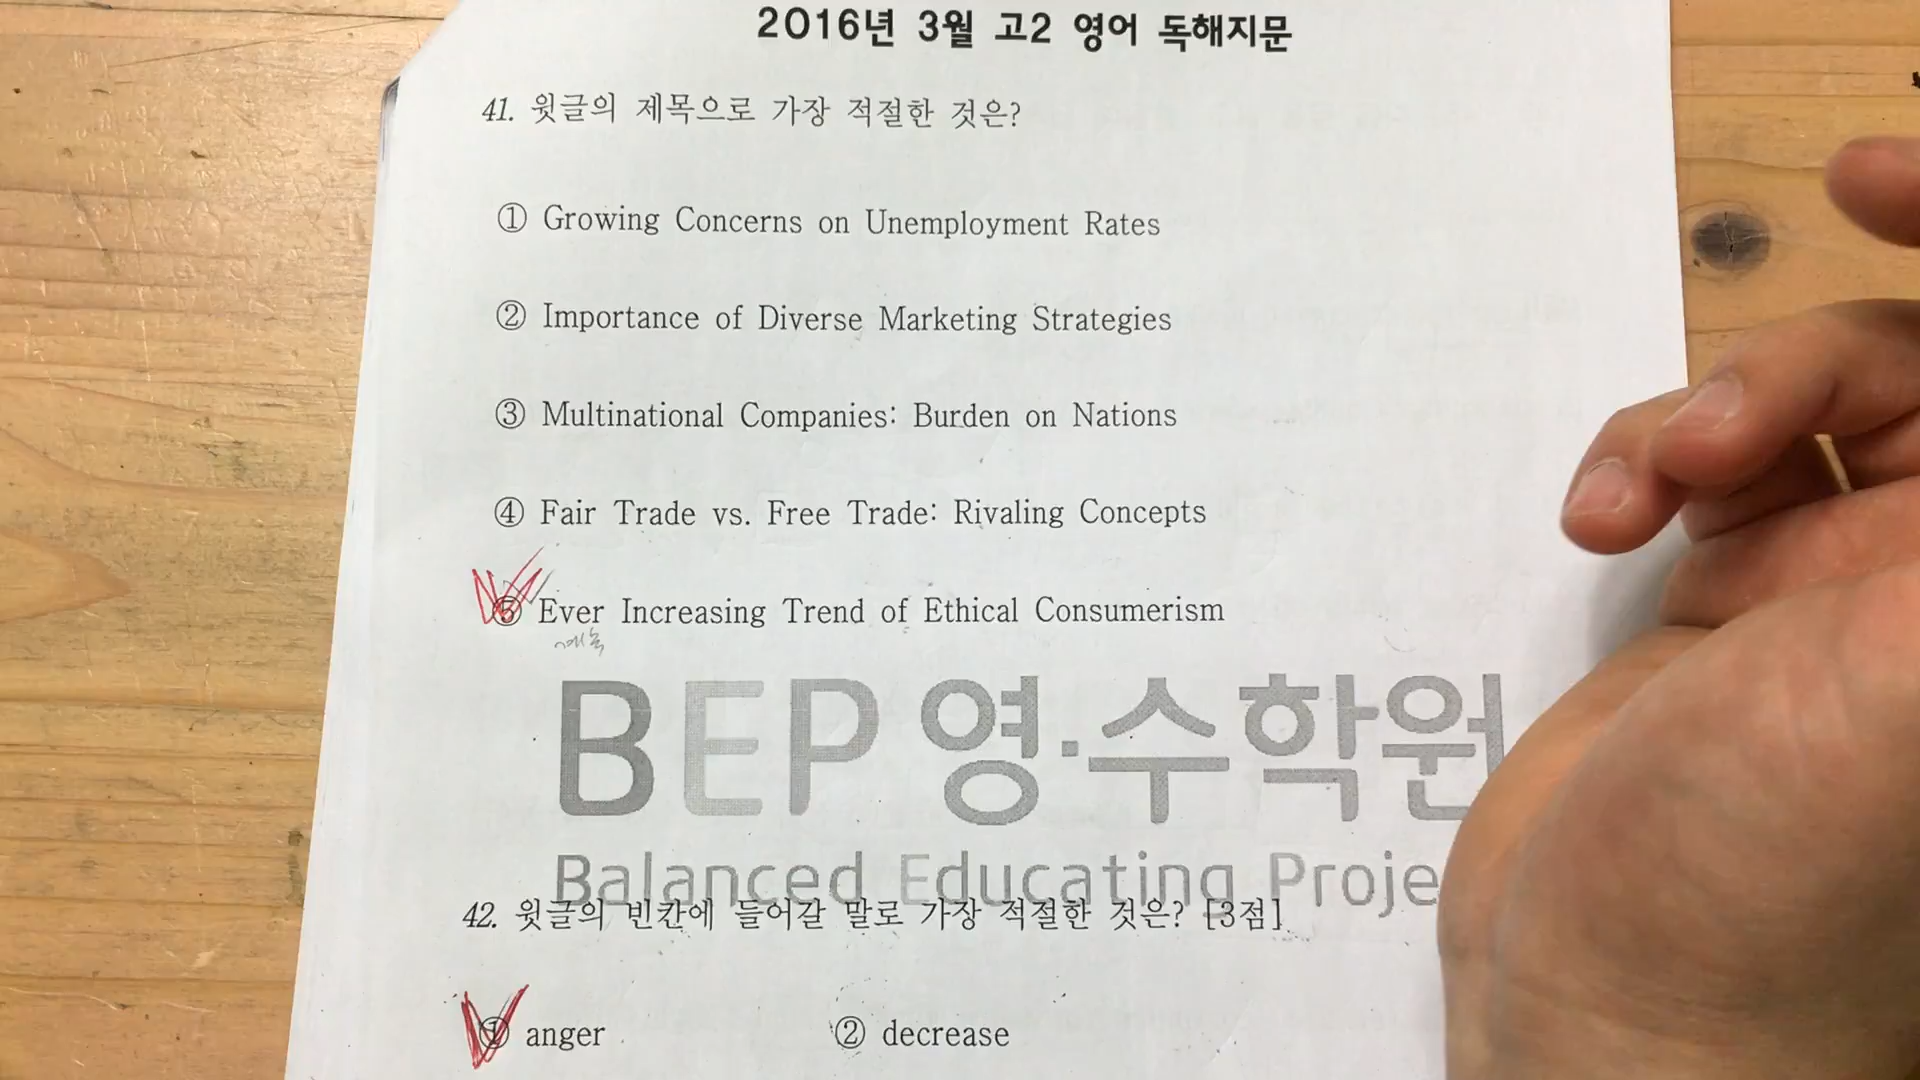 2016년 3월 고2 영어 독해지문
41. 윗글의 제목으로 가장 적절한 것은?
① Growing Concerns on Unemployment Rates
② Importance of Diverse Marketing Strategies
③ Multinational Companies: Burden on Nations
④ Fair Trade vs. Free Trade: Rivaling Concepts
⑤ Ever Increasing Trend of Ethical Consumerism
BEP 영·수학원
Balanced Educating Proje
42. 윗글의 빈칸에 들어갈 말로 가장 적절한 것은? [3점]
① anger ② decrease